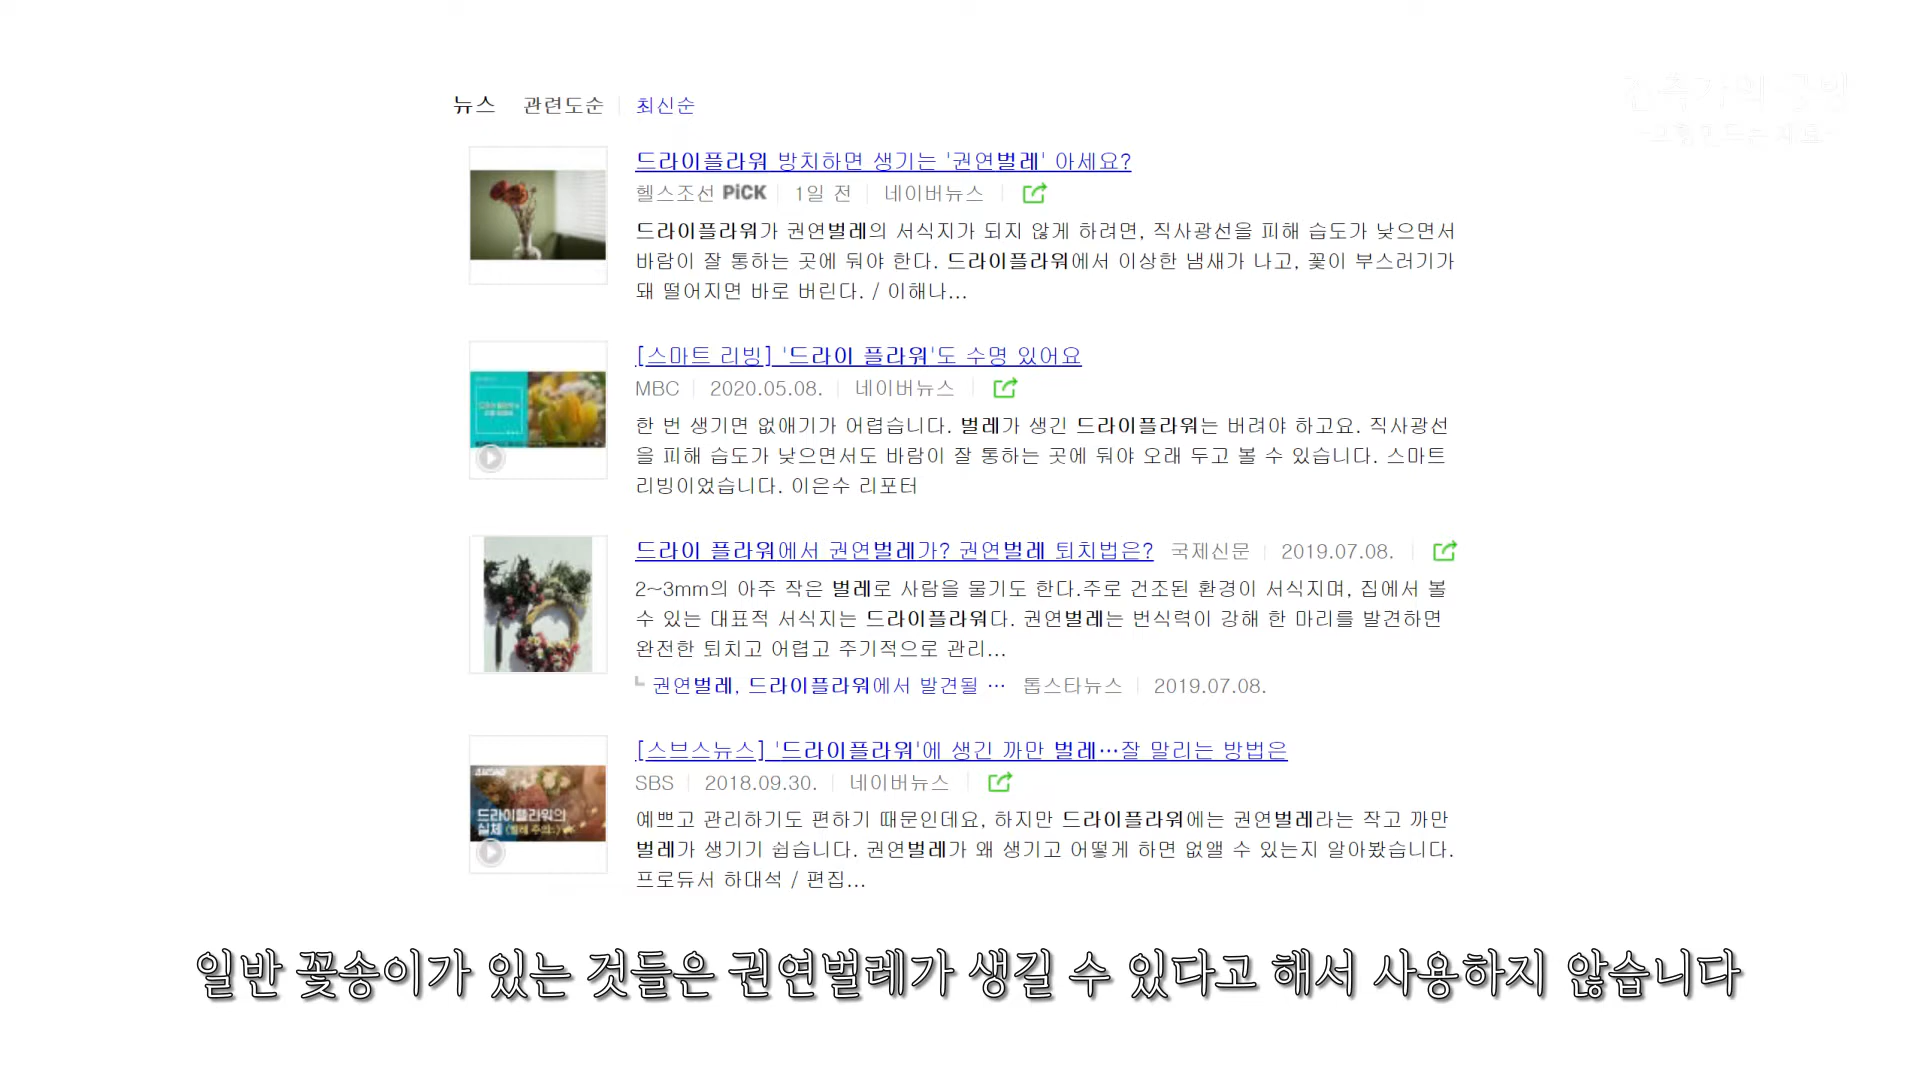 뉴스 관련도순 최신순
드라이플라워 방치하면 생기는 '권연벌레' 아세요?
헬스조선 PiCK 1일 전 네이버뉴스
드라이플라워가 권연벌레의 서식지가 되지 않게 하려면, 직사광선을 피해 습도가 낮으면서
바람이 잘 통하는 곳에 둬야 한다. 드라이플라워에서 이상한 냄새가 나고, 꽃이 부스러기가
돼 떨어지면 바로 버린다. / 이해나...
[스마트 리빙] '드라이 플라워'도 수명 있어요
MBC 2020.05.08. 네이버뉴스
한 번 생기면 없애기가 어렵습니다. 벌레가 생긴 드라이플라워는 버려야 하고요. 직사광선
을 피해 습도가 낮으면서도 바람이 잘 통하는 곳에 둬야 오래 두고 볼 수 있습니다. 스마트
리빙이었습니다. 이은수 리포터
드라이 플라워에서 권연벌레가? 권연벌레 퇴치법은? 국제신문 2019.07.08.
2~3mm의 아주 작은 벌레로 사람을 물기도 한다.주로 건조된 환경이 서식지며, 집에서 볼
수 있는 대표적 서식지는 드라이플라워다. 권연벌레는 번식력이 강해 한 마리를 발견하면
완전한 퇴치고 어렵고 주기적으로 관리...
권연벌레, 드라이플라워에서 발견될 … 톱스타뉴스 2019.07.08.
[스브스뉴스] '드라이플라워'에 생긴 까만 벌레…잘 말리는 방법은
SBS 2018.09.30. 네이버뉴스
드라이플라워의
실체 (벌레 주의)
예쁘고 관리하기도 편하기 때문인데요, 하지만 드라이플라워에는 권연벌레라는 작고 까만
벌레가 생기기 쉽습니다. 권연벌레가 왜 생기고 어떻게 하면 없앨 수 있는지 알아봤습니다.
프로듀서 하대석 / 편집...
일반 꽃송이가 있는 것들은 권연벌레가 생길 수 있다고 해서 사용하지 않습니다